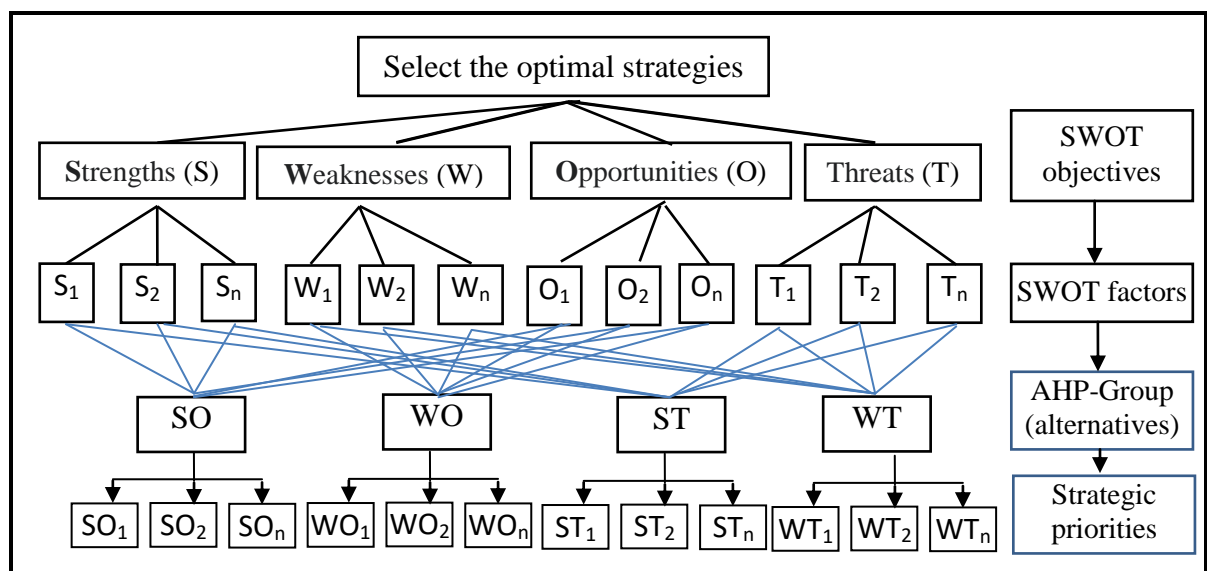 Select the optimal strategies
Strengths (S)
Weaknesses (W)
Opportunities (O)
Threats (T)
SWOT
objectives
S₁
S₂
Sₙ
W₁
W₂
Wₙ
O₁
O₂
Oₙ
T₁
T₂
Tₙ
SWOT factors
SO
WO
ST
WT
AHP-Group
(alternatives)
SO₁
SO₂
SOₙ
WO₁
WO₂
WOₙ
ST₁
ST₂
STₙ
WT₁
WT₂
WTₙ
Strategic
priorities